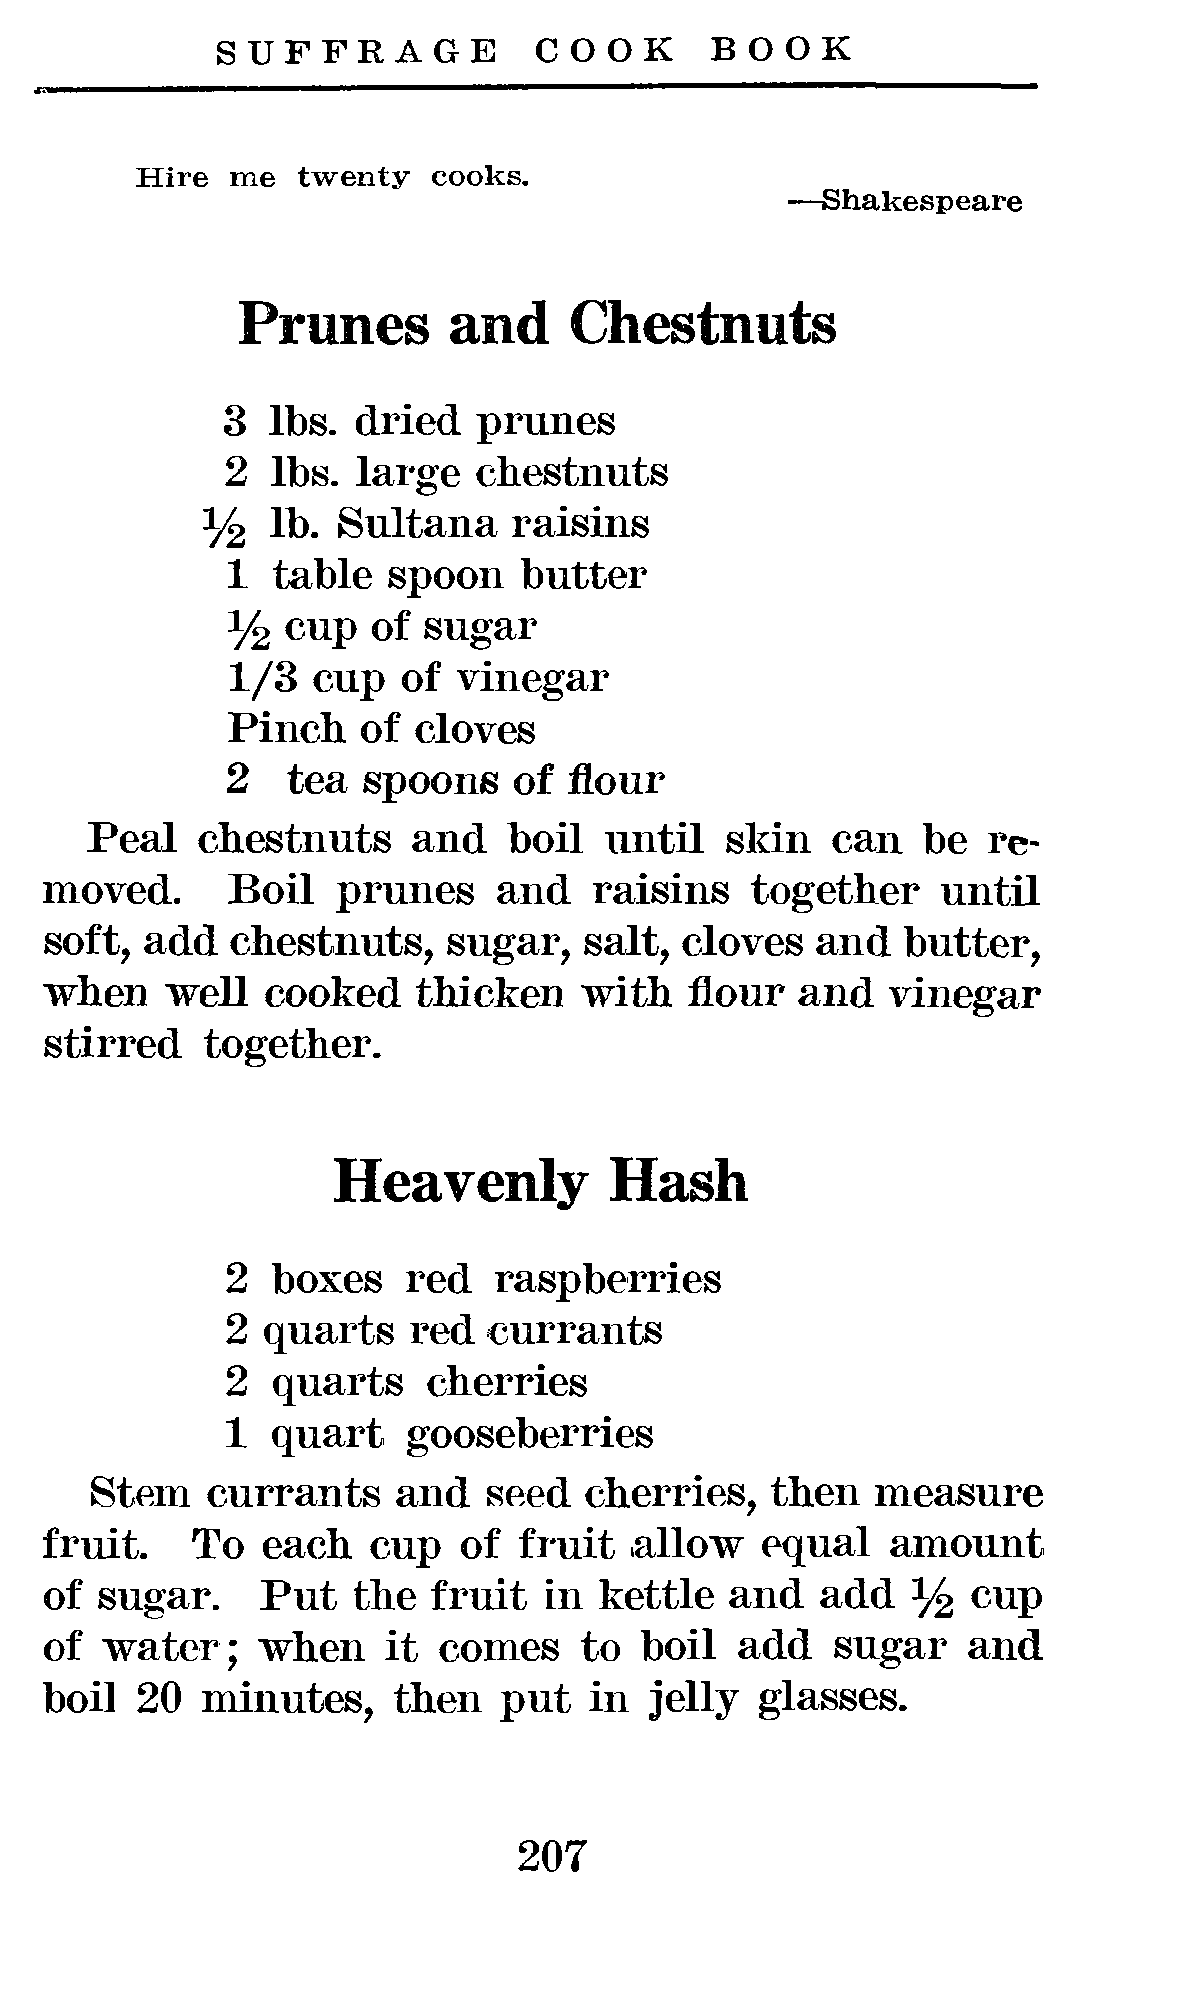 SUFFRAGE COOK BOOK
Hire me twenty cooks.
—Shakespeare
Prunes and Chestnuts
3 lbs. dried prunes
2 lbs. large chestnuts
½ lb. Sultana raisins
1 table spoon butter
½ cup of sugar
1/3 cup of vinegar
Pinch of cloves
2 tea spoons of flour
Peal chestnuts and boil until skin can be re-
moved. Boil prunes and raisins together until
soft, add chestnuts, sugar, salt, cloves and butter,
when well cooked thicken with flour and vinegar
stirred together.
Heavenly Hash
2 boxes red raspberries
2 quarts red currants
2 quarts cherries
1 quart gooseberries
Stem currants and seed cherries, then measure
fruit. To each cup of fruit allow equal amount
of sugar. Put the fruit in kettle and add ½ cup
of water; when it comes to boil add sugar and
boil 20 minutes, then put in jelly glasses.
207